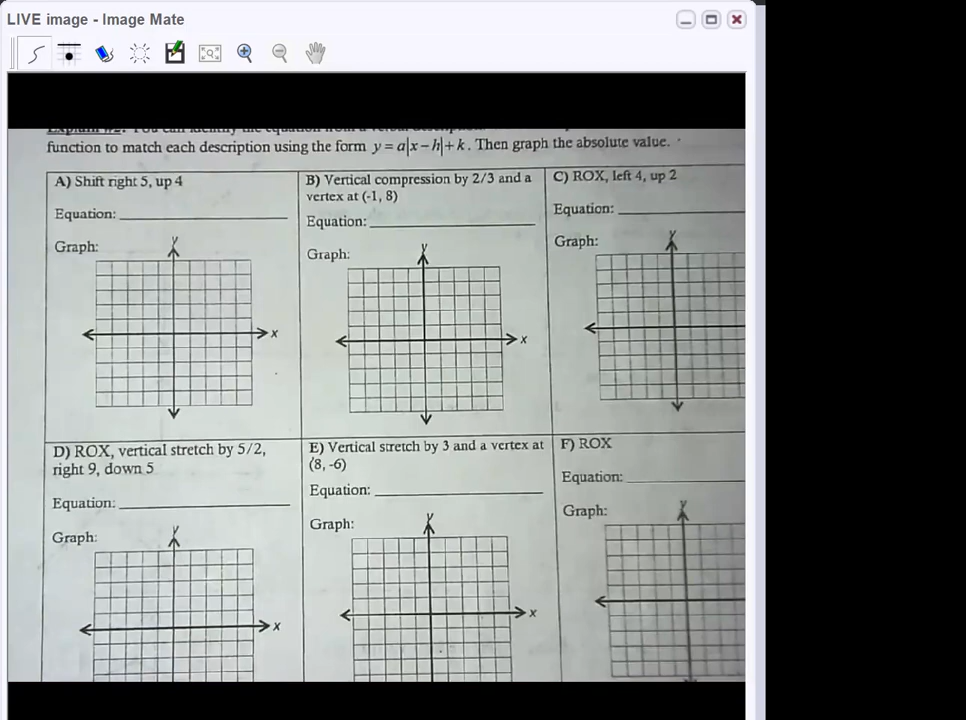 LIVE image - Image Mate
function to match each description using the form y = a|x − h| + k. Then graph the absolute value.
A) Shift right 5, up 4
Equation:
Graph:
y
x
B) Vertical compression by 2/3 and a
vertex at (-1, 8)
Equation:
Graph:
y
x
C) ROX, left 4, up 2
Equation:
Graph:
y
D) ROX, vertical stretch by 5/2,
right 9, down 5
Equation:
Graph:
y
x
E) Vertical stretch by 3 and a vertex at
(8, -6)
Equation:
Graph:
y
x
F) ROX
Equation:
Graph:
y